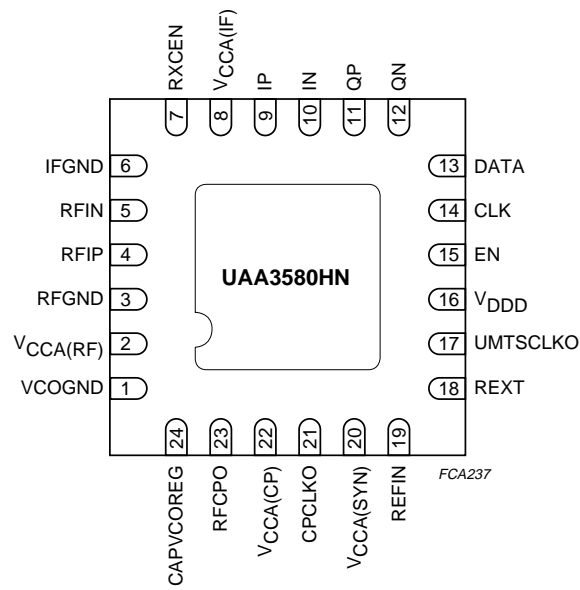 RXCEN
VCCA(IF)
IP
IN
QP
QN
7
8
9
10
11
12
IFGND 6
RFIN 5
RFIP 4
RFGND 3
VCCA(RF) 2
VCOGND 1
UAA3580HN
13 DATA
14 CLK
15 EN
16 VDDD
17 UMTSCLKO
18 REXT
24
23
22
21
20
19
CAPVCOREG
RFCPO
VCCA(CP)
CPCLKO
VCCA(SYN)
REFIN
FCA237